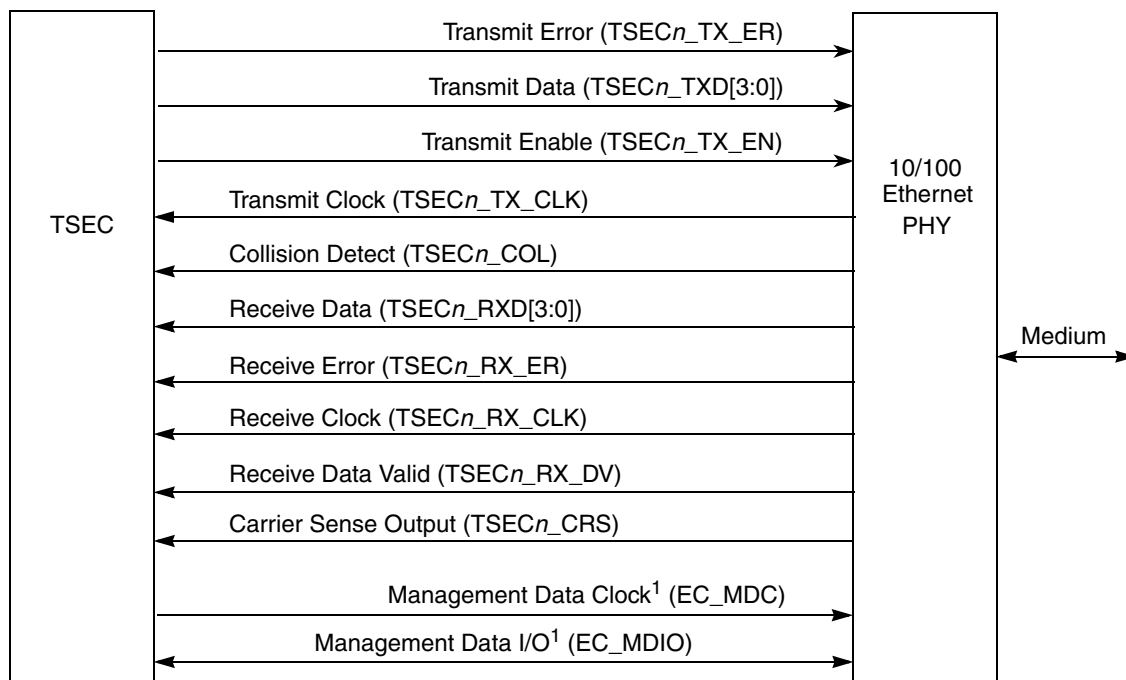 Transmit Error (TSECn_TX_ER)
Transmit Data (TSECn_TXD[3:0])
Transmit Enable (TSECn_TX_EN)
10/100
Ethernet
PHY
Transmit Clock (TSECn_TX_CLK)
TSEC
Collision Detect (TSECn_COL)
Receive Data (TSECn_RXD[3:0])
Medium
Receive Error (TSECn_RX_ER)
Receive Clock (TSECn_RX_CLK)
Receive Data Valid (TSECn_RX_DV)
Carrier Sense Output (TSECn_CRS)
Management Data Clock¹ (EC_MDC)
Management Data I/O¹ (EC_MDIO)